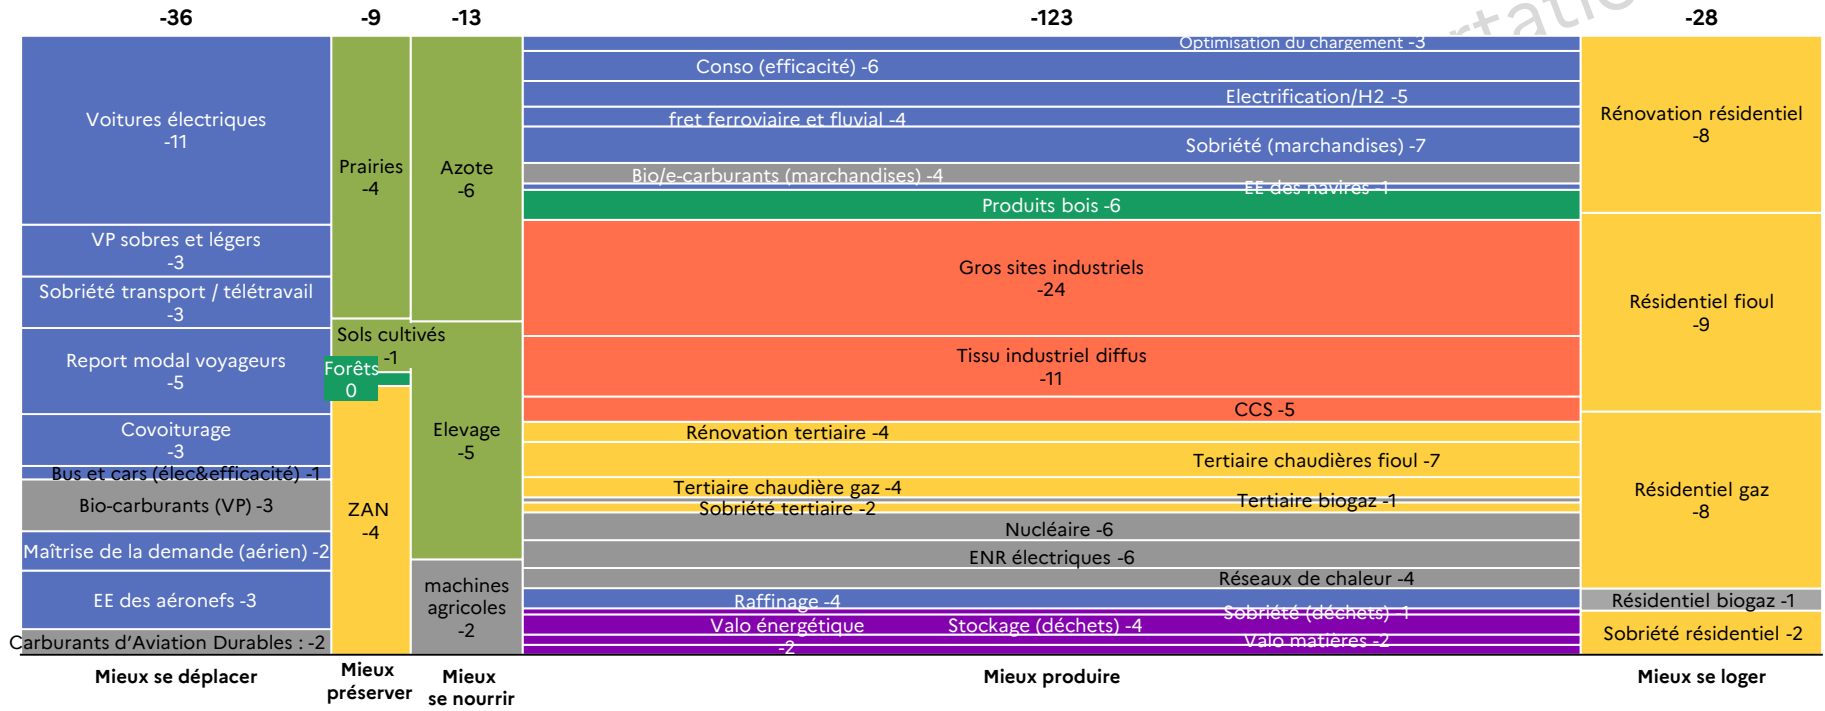 -36
-9
-13
-123
-28
Voitures électriques
-11
VP sobres et légers
-3
Sobriété transport / télétravail
-3
Report modal voyageurs
-5
Covoiturage
-3
Bus et cars (élec&efficacité) -1
Bio-carburants (VP) -3
Maîtrise de la demande (aérien) -2
EE des aéronefs -3
Carburants d'Aviation Durables : -2
Prairies
-4
Sols cultivés
-1
Forêts
0
ZAN
-4
Azote
-6
Elevage
-5
machines
agricoles
-2
Optimisation du chargement -3
Conso (efficacité) -6
Electrification/H2 -5
fret ferroviaire et fluvial -4
Sobriété (marchandises) -7
Bio/e-carburants (marchandises) -4
EE des navires -1
Produits bois -6
Gros sites industriels
-24
Tissu industriel diffus
-11
CCS -5
Rénovation tertiaire -4
Tertiaire chaudières fioul -7
Tertiaire chaudière gaz -4
Tertiaire biogaz -1
Sobriété tertiaire -2
Nucléaire -6
ENR électriques -6
Réseaux de chaleur -4
Raffinage -4
Sobriété (déchets) -1
Valo énergétique
-2
Stockage (déchets) -4
Valo matières -2
Rénovation résidentiel
-8
Résidentiel fioul
-9
Résidentiel gaz
-8
Résidentiel biogaz -1
Sobriété résidentiel -2
Mieux se déplacer
Mieux
préserver
Mieux
se nourrir
Mieux produire
Mieux se loger